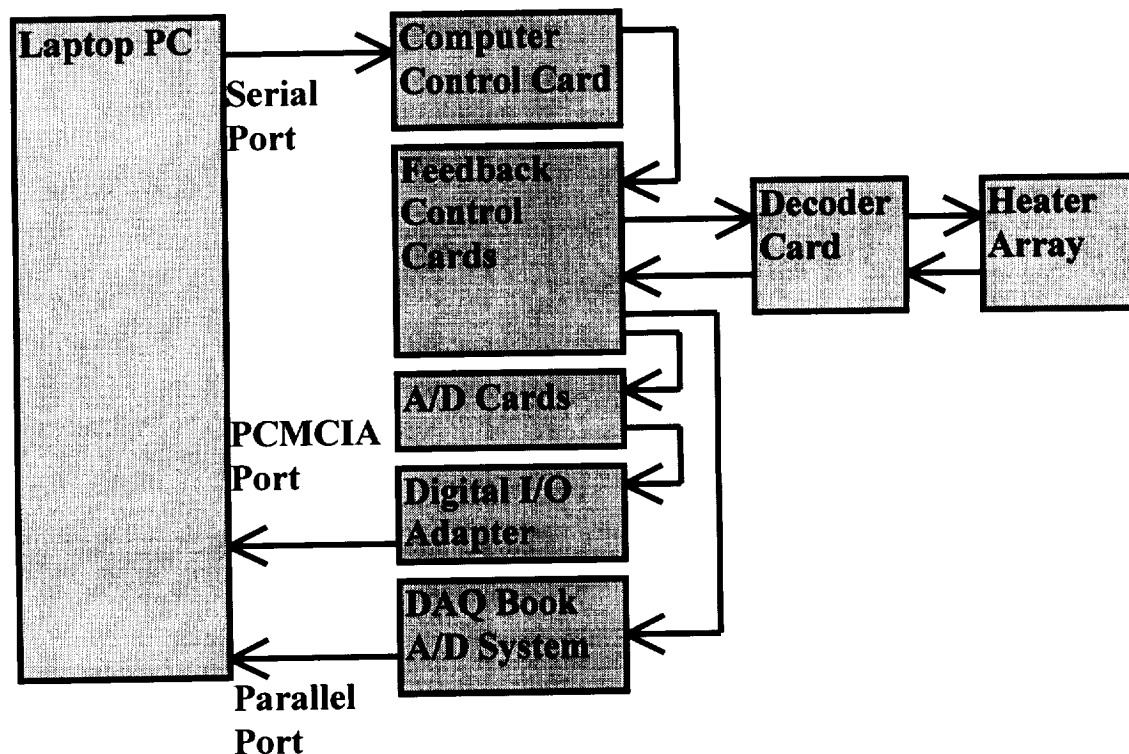 Laptop PC
Serial
Port
Computer
Control Card
Feedback
Control
Cards
Decoder
Card
Heater
Array
A/D Cards
PCMCIA
Port
Digital I/O
Adapter
DAQ Book
A/D System
Parallel
Port